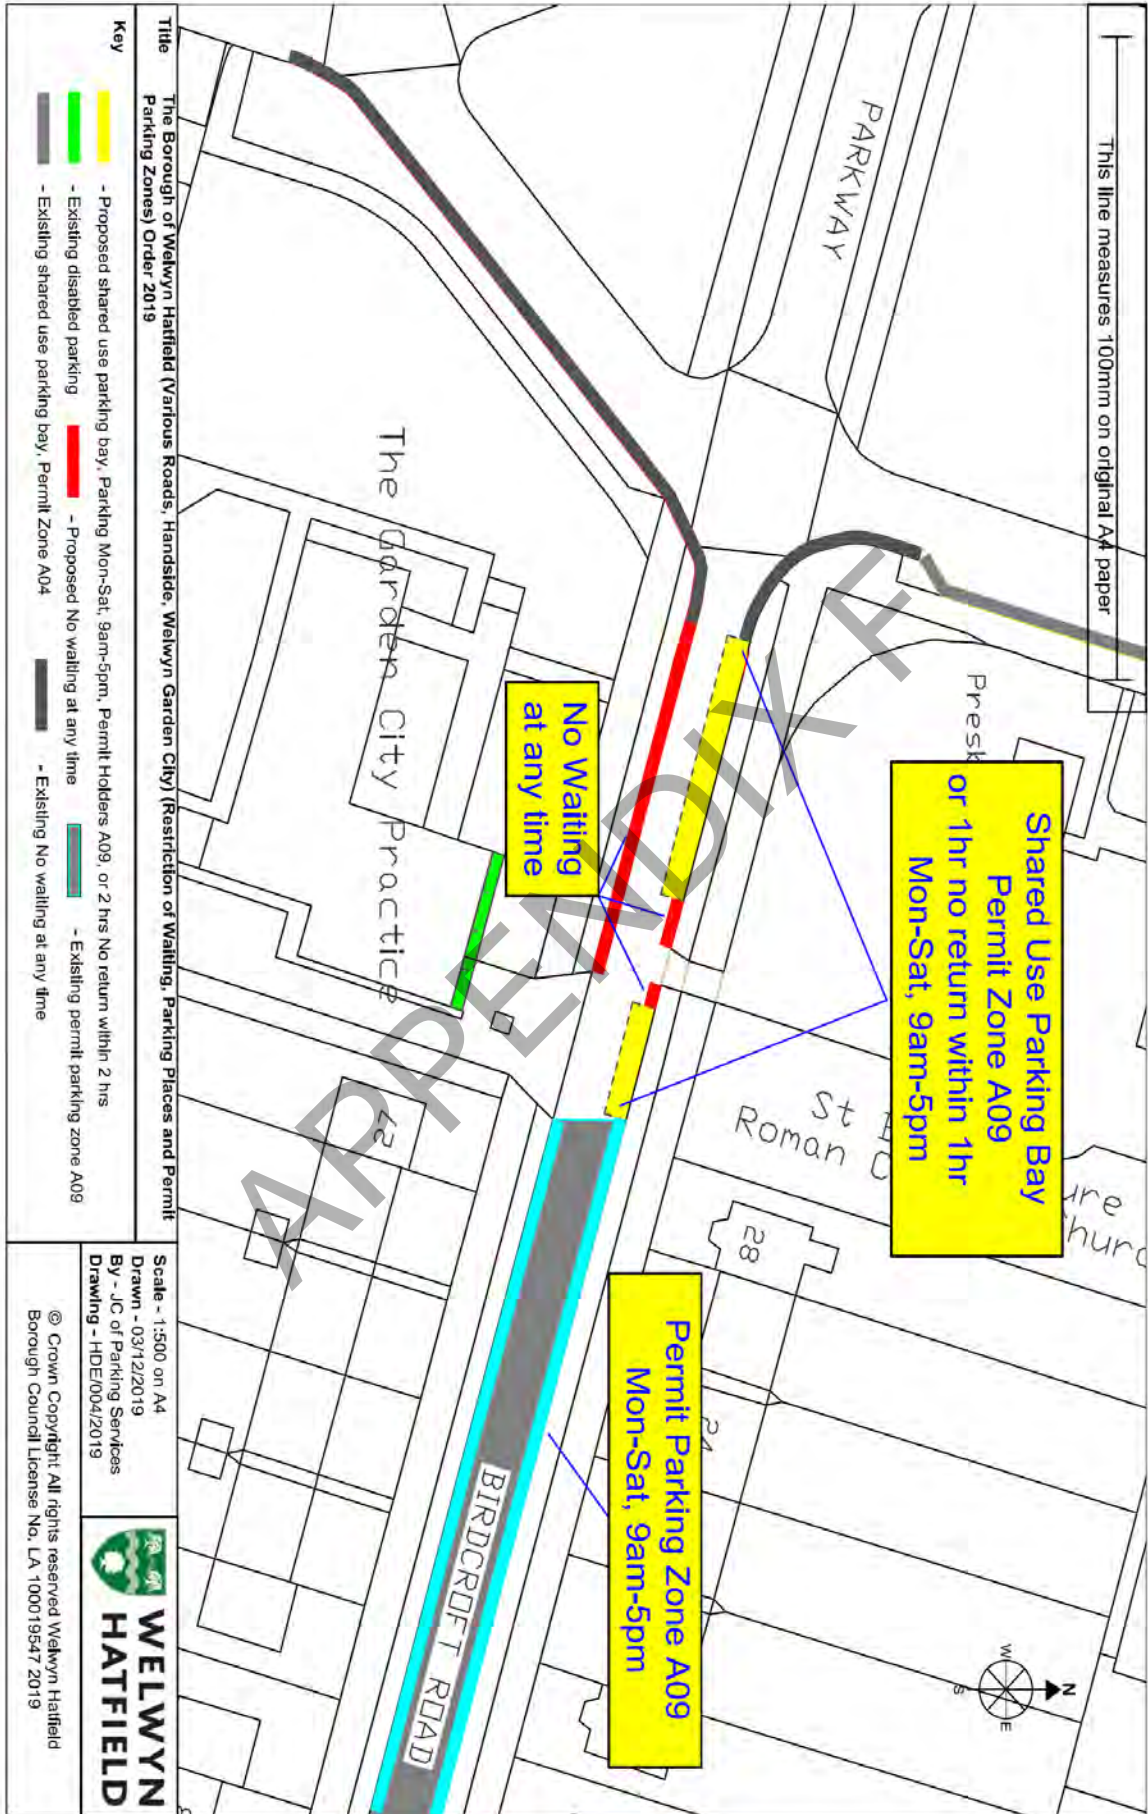 This line measures 100mm on original A4 paper
PARKWAY
Shared Use Parking Bay
Permit Zone A09
or 1hr no return within 1hr
Mon-Sat, 9am-5pm
No Waiting
at any time
Permit Parking Zone A09
Mon-Sat, 9am-5pm
The Garden City Practice
St
Roman
28
24
BIRDCROFT ROAD
N
E
S
W
APPENDIX F
Title
The Borough of Welwyn Hatfield (Various Roads, Handside, Welwyn Garden City) (Restriction of Waiting, Parking Places and Permit
Parking Zones) Order 2019
Key
- Proposed shared use parking bay, Parking Mon-Sat, 9am-5pm, Permit Holders A09, or 2 hrs No return within 2 hrs
- Existing disabled parking
- Proposed No waiting at any time
- Existing permit parking zone A09
- Existing shared use parking bay, Permit Zone A04
- Existing No waiting at any time
Scale - 1:500 on A4
Drawn - 03/12/2019
By - JC of Parking Services
Drawing - HDE/004/2019
WELWYN
HATFIELD
© Crown Copyright All rights reserved Welwyn Hatfield
Borough Council License No. LA 100019547 2019